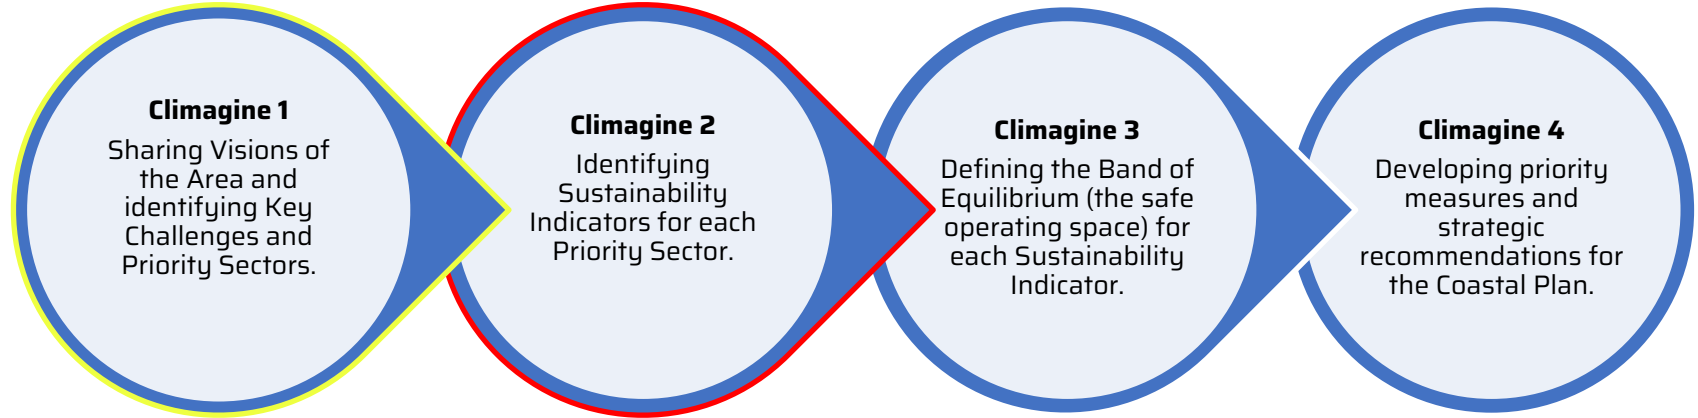 Climagine 1
Sharing Visions of
the Area and
identifying Key
Challenges and
Priority Sectors.
Climagine 2
Identifying
Sustainability
Indicators for each
Priority Sector.
Climagine 3
Defining the Band of
Equilibrium (the safe
operating space) for
each Sustainability
Indicator.
Climagine 4
Developing priority
measures and
strategic
recommendations for
the Coastal Plan.